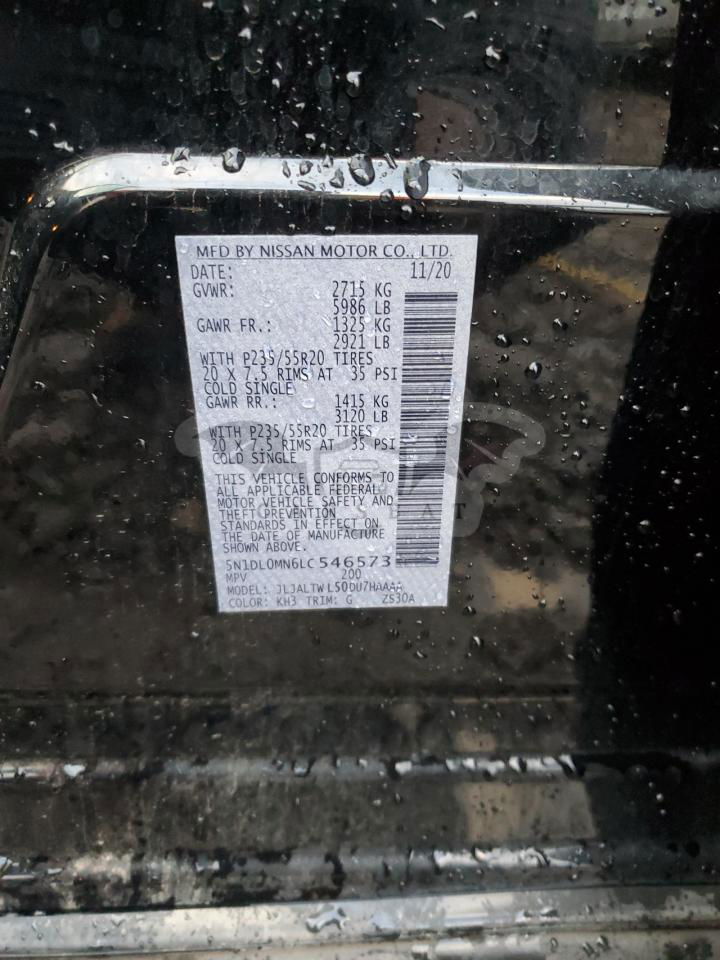 MFD BY NISSAN MOTOR CO., LTD.
DATE: 11/20
GVWR: 2715 KG
5986 LB
GAWR FR.: 1325 KG
2921 LB
WITH P235/55R20 TIRES
20 X 7.5 RIMS AT 35 PSI
COLD SINGLE
GAWR RR.: 1415 KG
3120 LB
WITH P235/55R20 TIRES
20 X 7.5 RIMS AT 35 PSI
COLD SINGLE
THIS VEHICLE CONFORMS TO
ALL APPLICABLE FEDERAL
MOTOR VEHICLE SAFETY AND
THEFT PREVENTION
STANDARDS IN EFFECT ON
THE DATE OF MANUFACTURE
SHOWN ABOVE.
5N1DL0MN6LC546573
MPV 200
MODEL: JLJALTWL50DU7HAAAA
COLOR: KH3 TRIM: G ZS30A